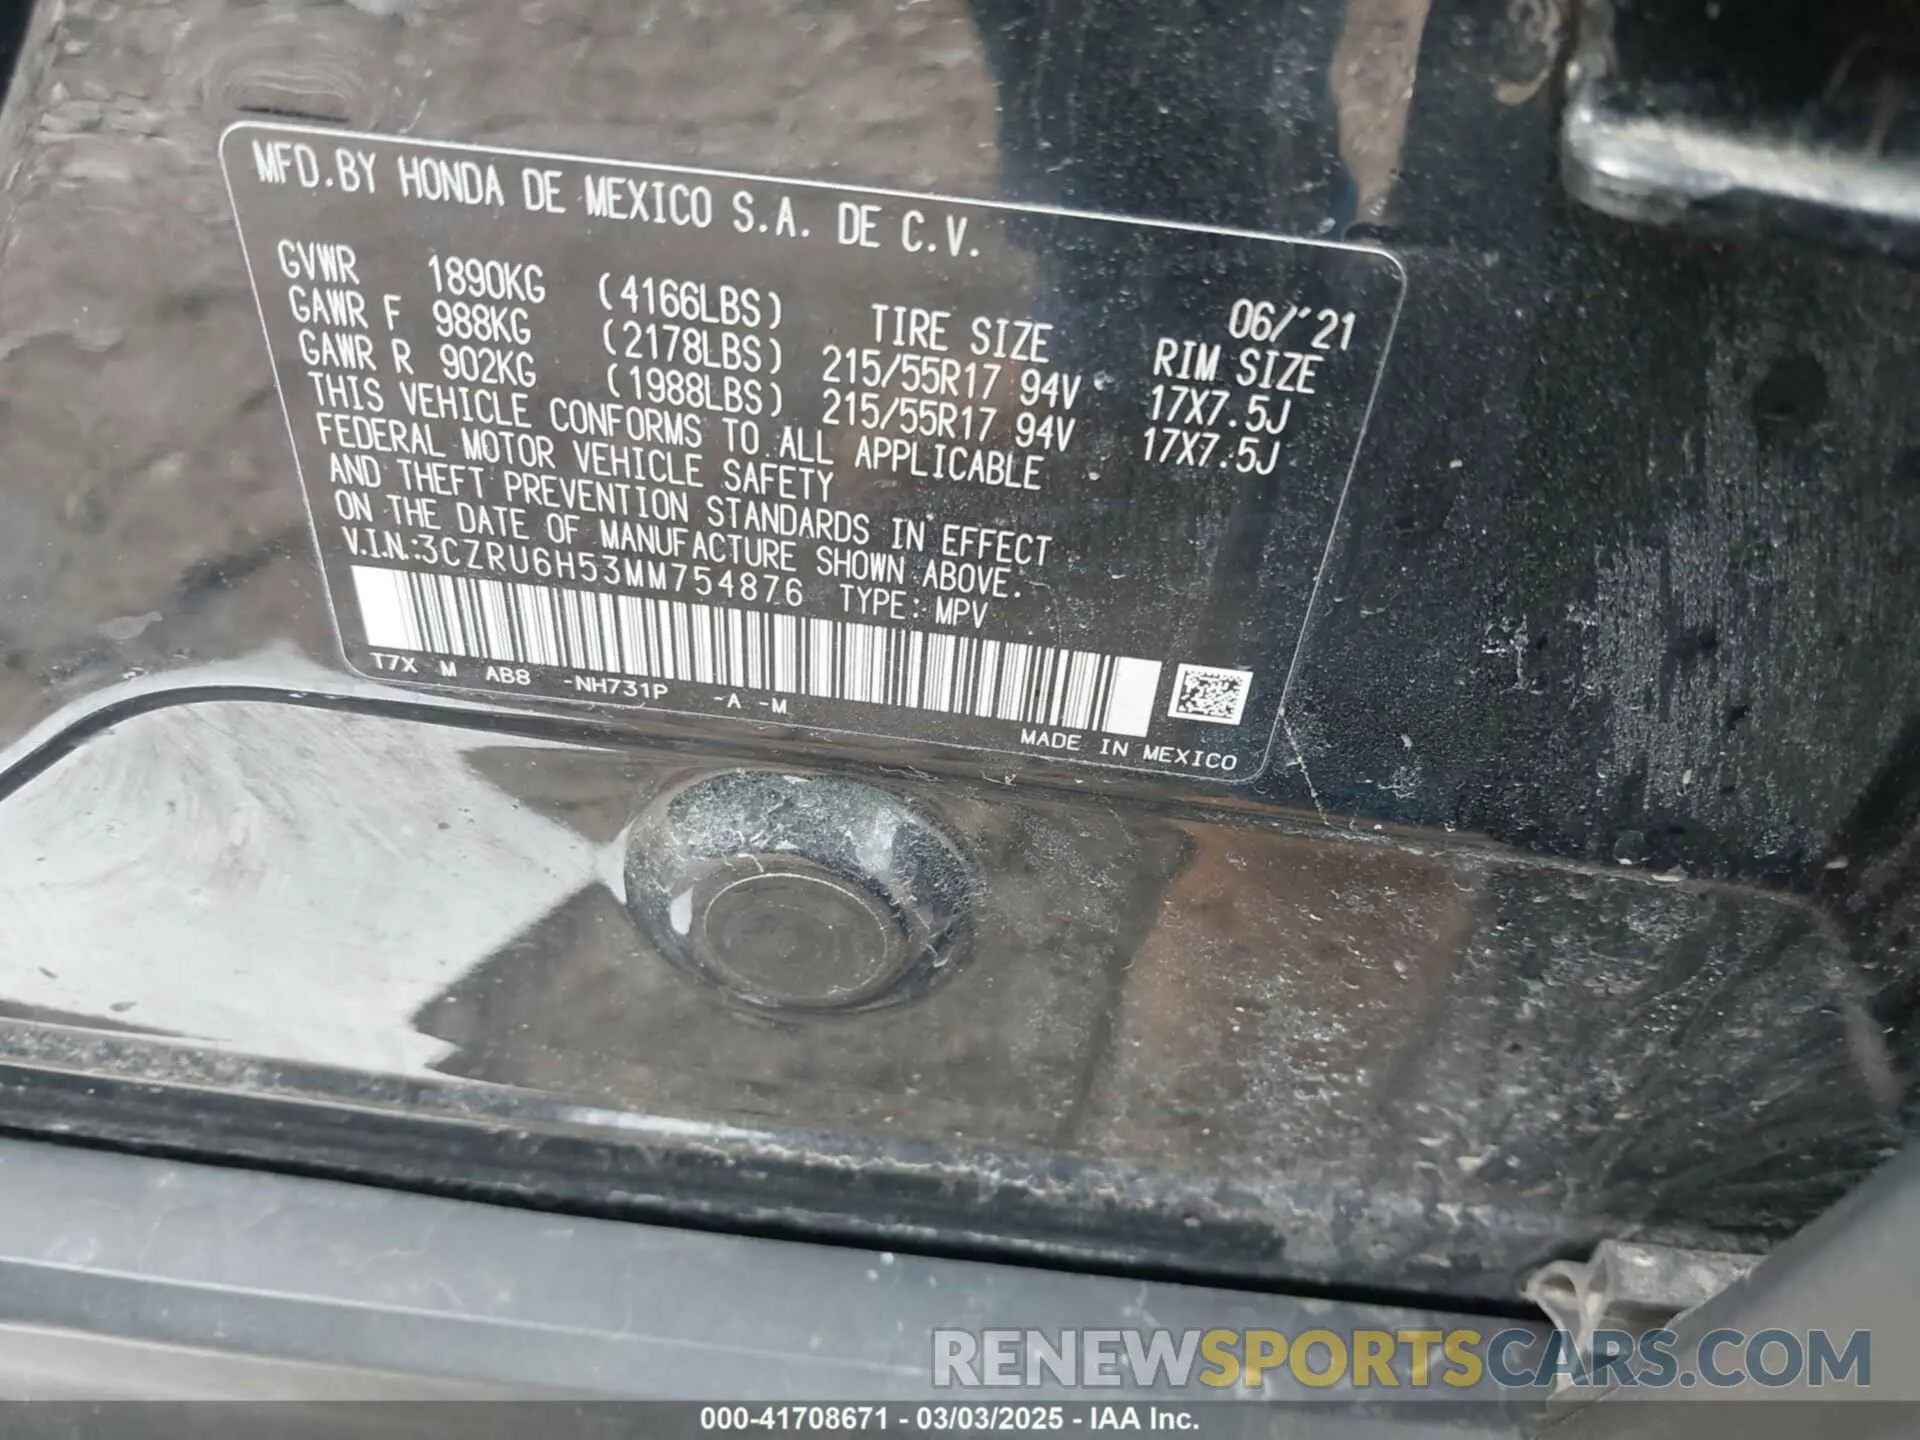 MFD.BY HONDA DE MEXICO S.A. DE C.V.
06/'21
GVWR 1890KG (4166LBS) TIRE SIZE RIM SIZE
GAWR F 988KG (2178LBS) 215/55R17 94V 17X7.5J
GAWR R 902KG (1988LBS) 215/55R17 94V 17X7.5J
THIS VEHICLE CONFORMS TO ALL APPLICABLE
FEDERAL MOTOR VEHICLE SAFETY
AND THEFT PREVENTION STANDARDS IN EFFECT
ON THE DATE OF MANUFACTURE SHOWN ABOVE.
V.I.N.:3CZRU6H53MM754876 TYPE: MPV
T7X M AB8 -NH731P -A -M
MADE IN MEXICO
RENEWSPORTSCARS.COM
000-41708671 - 03/03/2025 - IAA Inc.